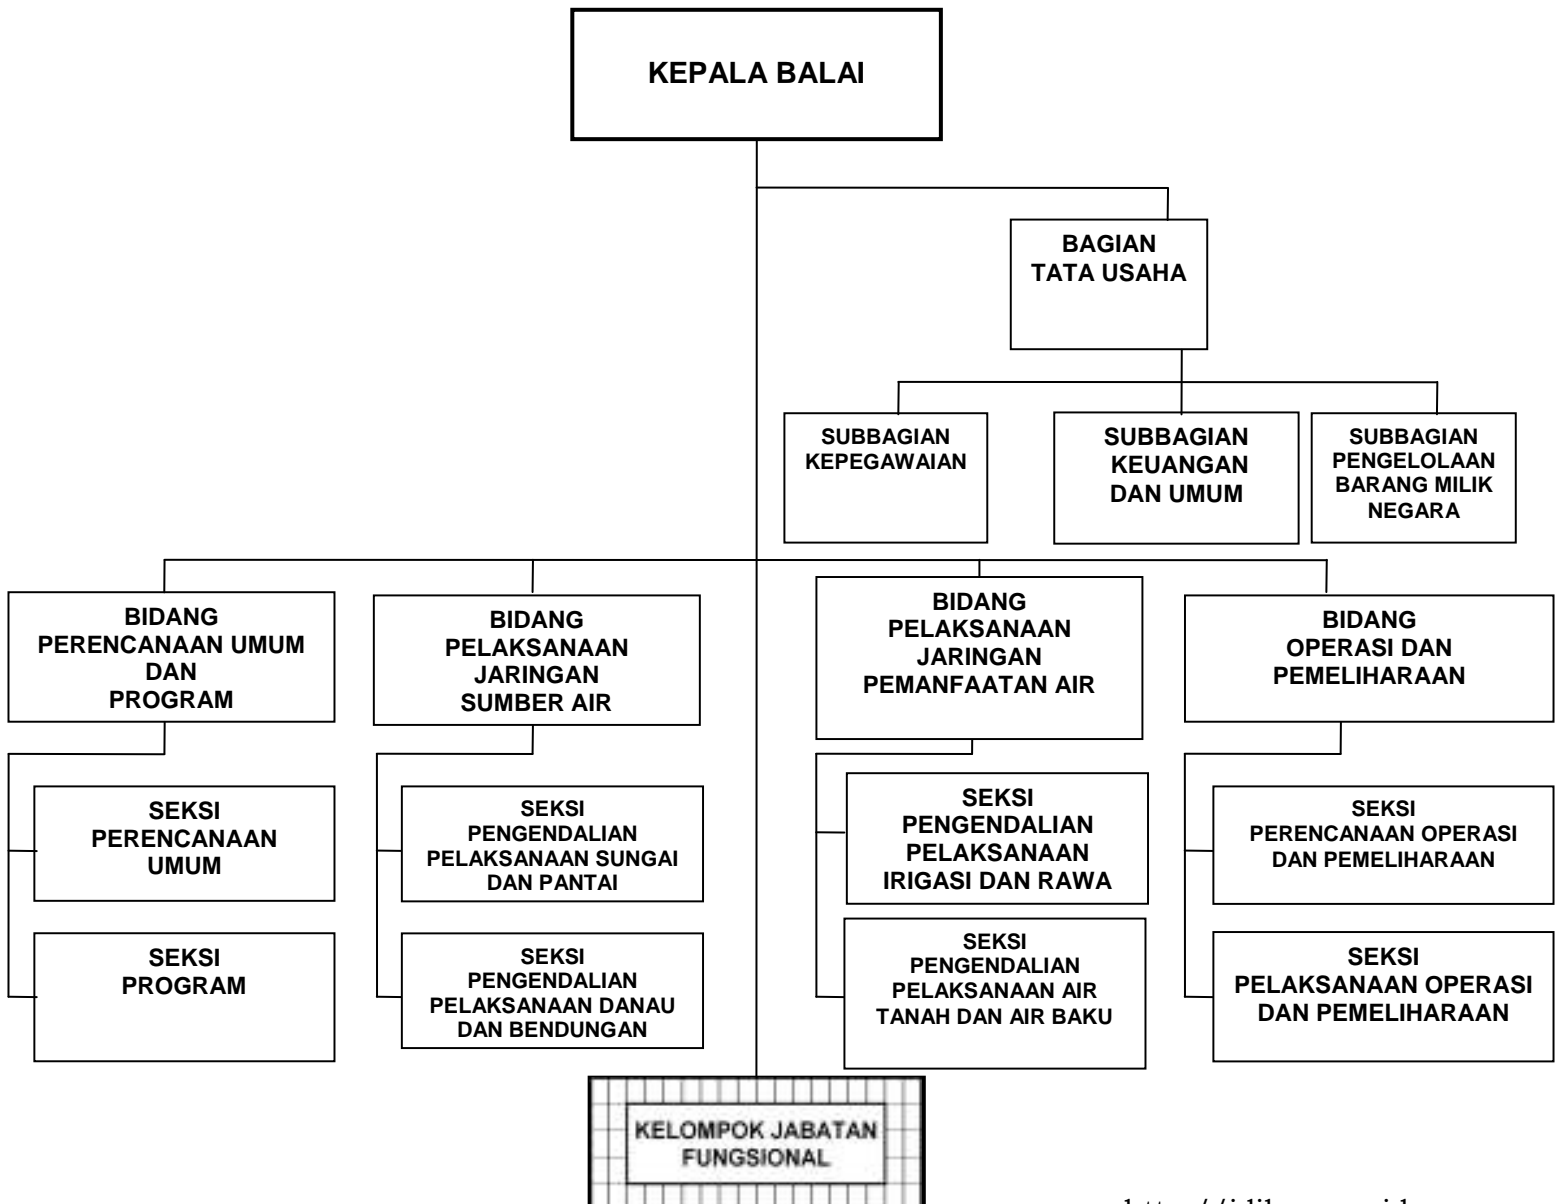 KEPALA BALAI
BAGIAN
TATA USAHA
SUBBAGIAN
KEPEGAWAIAN
SUBBAGIAN
KEUANGAN
DAN UMUM
SUBBAGIAN
PENGELOLAAN
BARANG MILIK
NEGARA
BIDANG
PERENCANAAN UMUM
DAN
PROGRAM
BIDANG
PELAKSANAAN
JARINGAN
SUMBER AIR
BIDANG
PELAKSANAAN
JARINGAN
PEMANFAATAN AIR
BIDANG
OPERASI DAN
PEMELIHARAAN
SEKSI
PERENCANAAN
UMUM
SEKSI
PENGENDALIAN
PELAKSANAAN SUNGAI
DAN PANTAI
SEKSI
PENGENDALIAN
PELAKSANAAN
IRIGASI DAN RAWA
SEKSI
PERENCANAAN OPERASI
DAN PEMELIHARAAN
SEKSI
PROGRAM
SEKSI
PENGENDALIAN
PELAKSANAAN DANAU
DAN BENDUNGAN
SEKSI
PENGENDALIAN
PELAKSANAAN AIR
TANAH DAN AIR BAKU
SEKSI
PELAKSANAAN OPERASI
DAN PEMELIHARAAN
KELOMPOK JABATAN
FUNGSIONAL